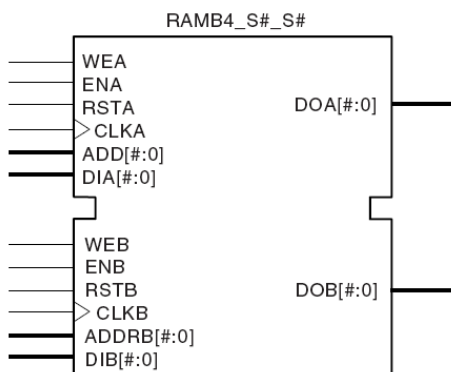 RAMB4_S#_S#
WEA
ENA
RSTA
CLKA
ADD[#:0]
DIA[#:0]
DOA[#:0]
WEB
ENB
RSTB
CLKB
ADDRB[#:0]
DIB[#:0]
DOB[#:0]